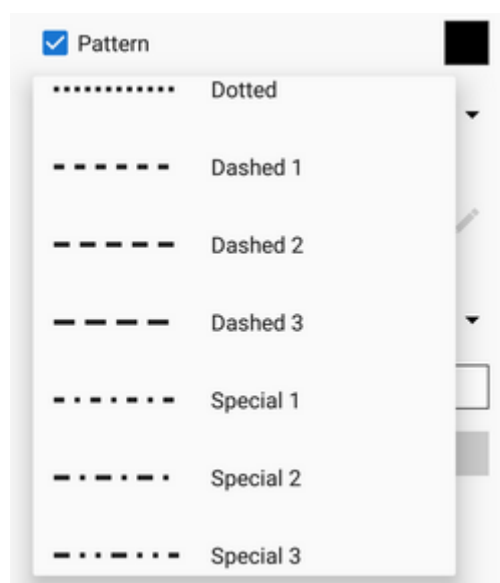 Pattern
Dotted
Dashed 1
Dashed 2
Dashed 3
Special 1
Special 2
Special 3